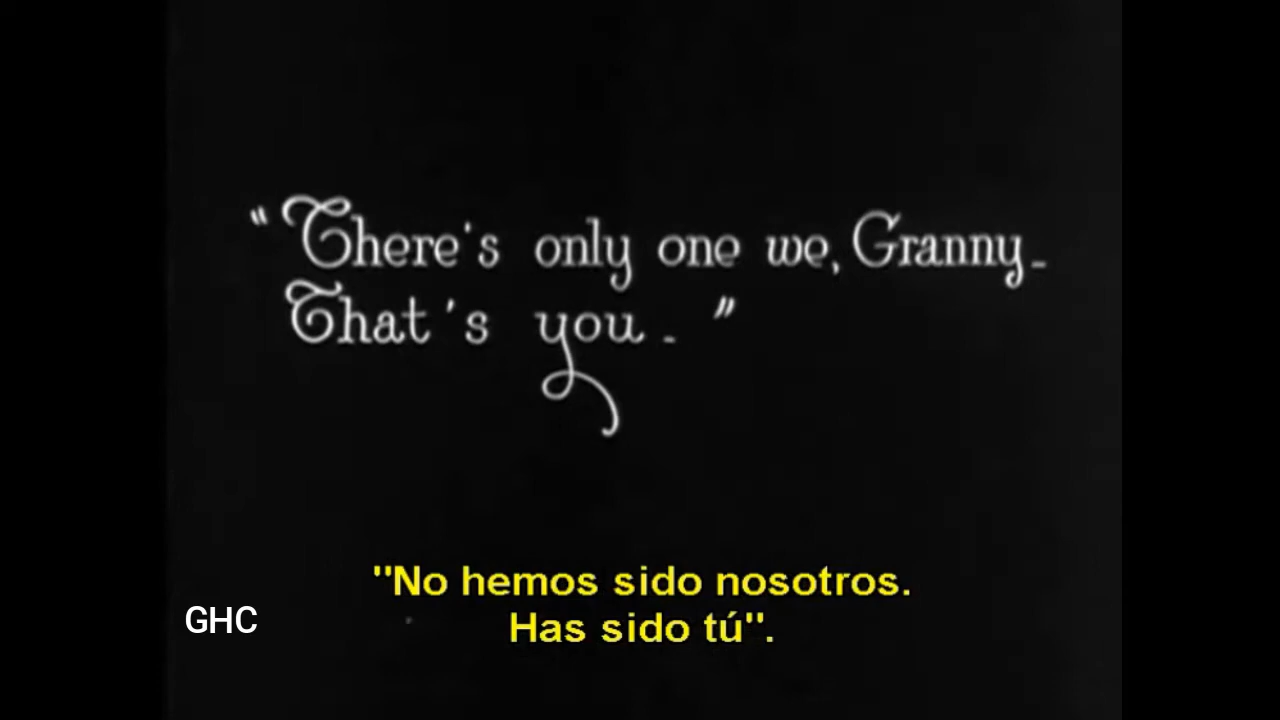 "There's only one we, Granny.
That's you."
"No hemos sido nosotros.
Has sido tú".
GHC